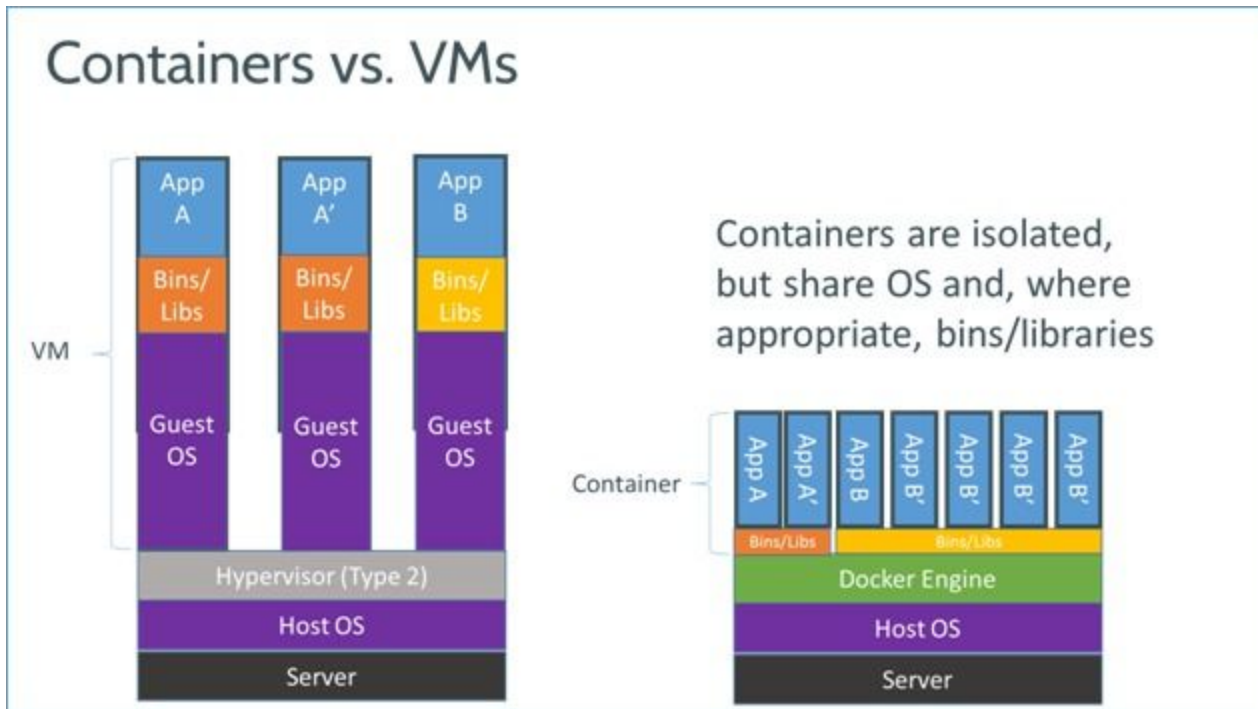 Containers vs. VMs
App
A
App
A’
App
B
Bins/
Libs
Bins/
Libs
Bins/
Libs
VM
Guest
OS
Guest
OS
Guest
OS
Hypervisor (Type 2)
Host OS
Server
Containers are isolated,
but share OS and, where
appropriate, bins/libraries
Container
App A
App A’
App B
App B’
App B’
App B’
App B’
Bins/Libs
Bins/Libs
Docker Engine
Host OS
Server